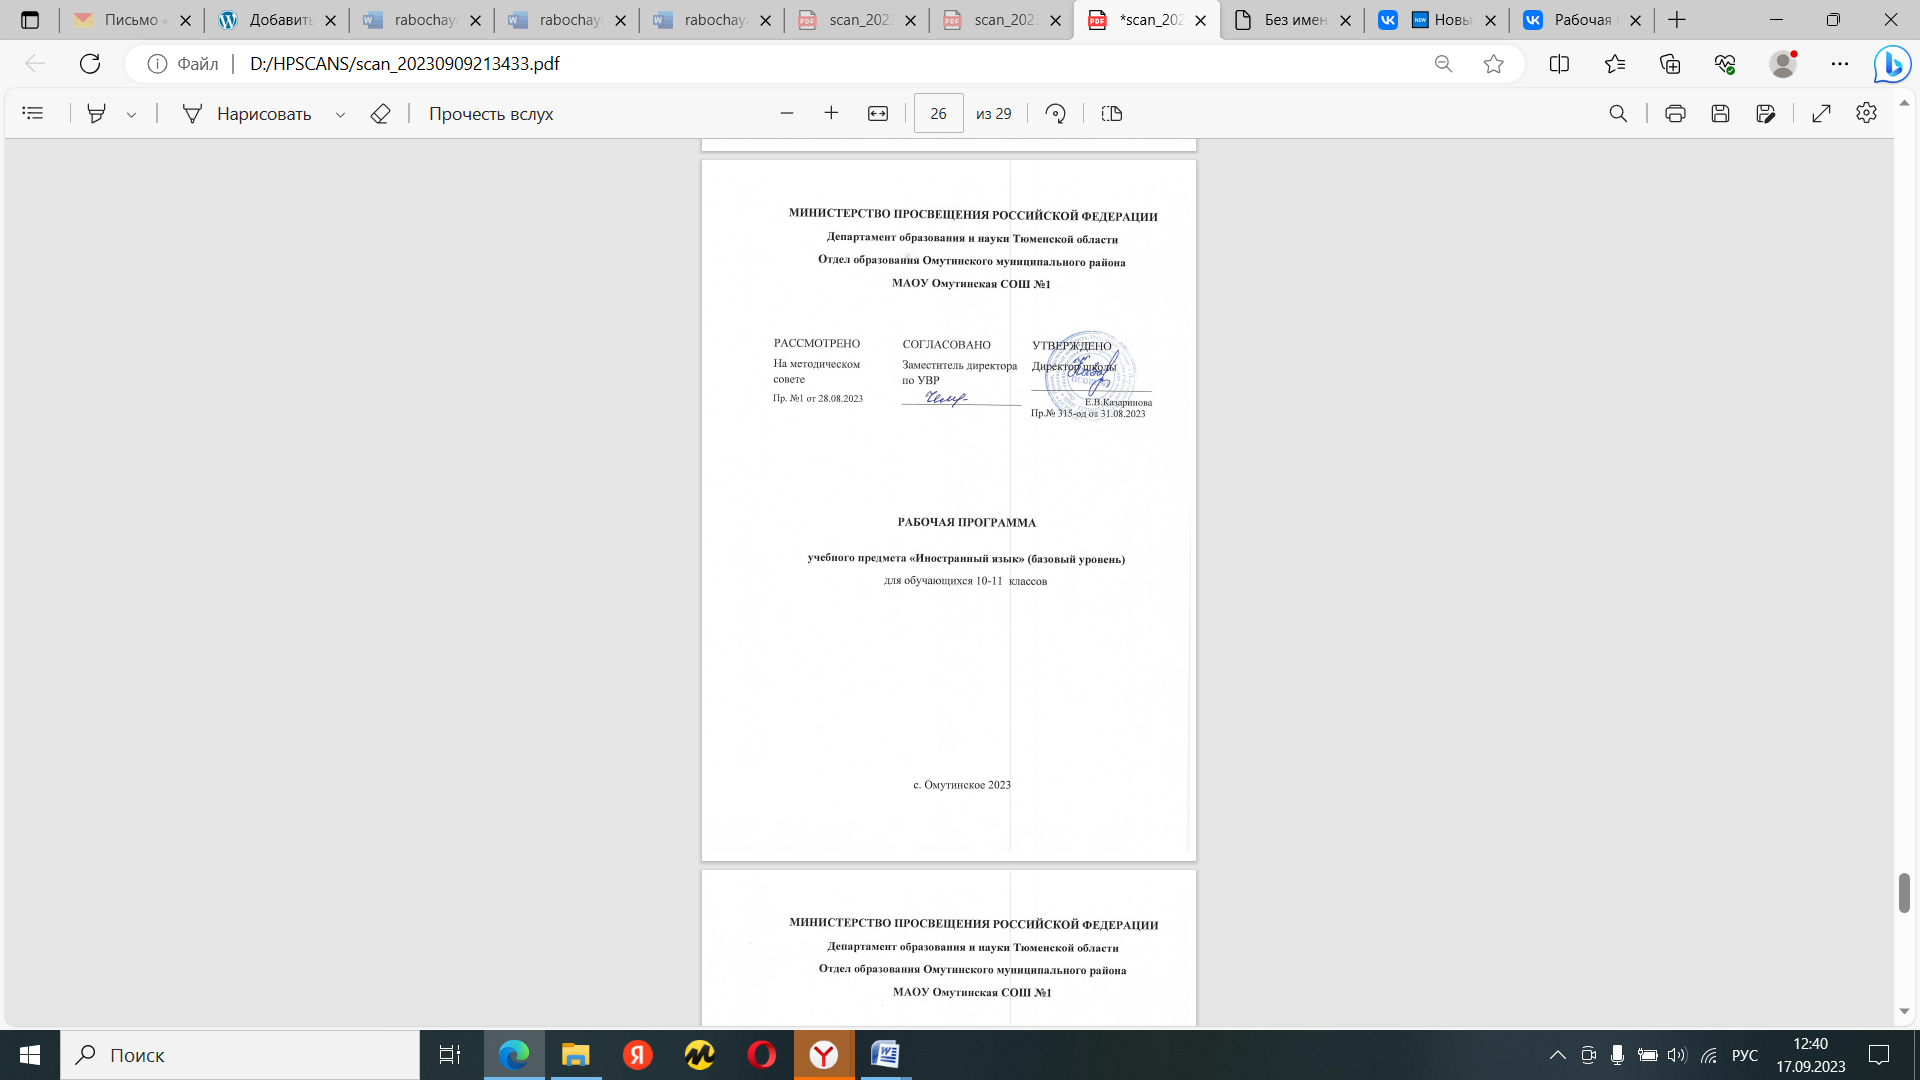 Письмо «
Добавить
rabochay
rabochay
rabochay
scan_202
scan_202
*scan_202
Без имен
Новы
Рабочая
Файл
D:/HPSCANS/scan_20230909213433.pdf
Нарисовать
Прочесть вслух
26
из 29
МИНИСТЕРСТВО ПРОСВЕЩЕНИЯ РОССИЙСКОЙ ФЕДЕРАЦИИ
Департамент образования и науки Тюменской области
Отдел образования Омутинского муниципального района
МАОУ Омутинская СОШ №1
РАССМОТРЕНО
На методическом
совете
Пр. №1 от 28.08.2023
СОГЛАСОВАНО
Заместитель директора
по УВР
УТВЕРЖДЕНО
Директор школы
Е.В.Казаринова
Пр.№ 315-од от 31.08.2023
РАБОЧАЯ ПРОГРАММА
учебного предмета «Иностранный язык» (базовый уровень)
для обучающихся 10-11 классов
с. Омутинское 2023
МИНИСТЕРСТВО ПРОСВЕЩЕНИЯ РОССИЙСКОЙ ФЕДЕРАЦИИ
Департамент образования и науки Тюменской области
Отдел образования Омутинского муниципального района
МАОУ Омутинская СОШ №1
Поиск
РУС
12:40
17.09.2023